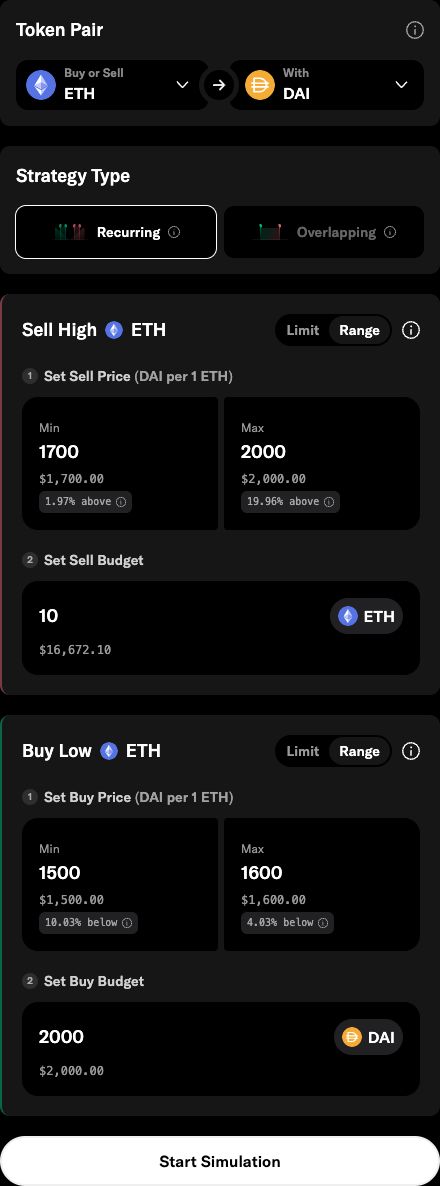 Token Pair
Buy or Sell
ETH
With
DAI
Strategy Type
Recurring
Overlapping
Sell High ETH
Limit Range
1 Set Sell Price (DAI per 1 ETH)
Min
1700
$1,700.00
1.97% above
Max
2000
$2,000.00
19.96% above
2 Set Sell Budget
10
ETH
$16,672.10
Buy Low ETH
Limit Range
1 Set Buy Price (DAI per 1 ETH)
Min
1500
$1,500.00
10.03% below
Max
1600
$1,600.00
4.03% below
2 Set Buy Budget
2000
DAI
$2,000.00
Start Simulation